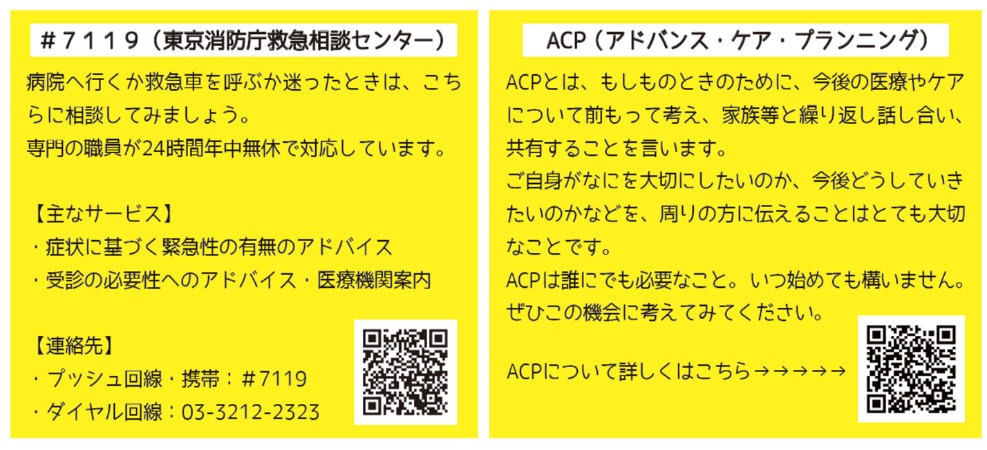 ＃７１１９（東京消防庁救急相談センター）
病院へ行くか救急車を呼ぶか迷ったときは、こち
らに相談してみましょう。
専門の職員が24時間年中無休で対応しています。
【主なサービス】
・症状に基づく緊急性の有無のアドバイス
・受診の必要性へのアドバイス・医療機関案内
【連絡先】
・プッシュ回線・携帯：＃7119
・ダイヤル回線：03-3212-2323
ACP（アドバンス・ケア・プランニング）
ACPとは、もしものときのために、今後の医療やケア
について前もって考え、家族等と繰り返し話し合い、
共有することを言います。
ご自身がなにを大切にしたいのか、今後どうしていき
たいのかなどを、周りの方に伝えることはとても大切
なことです。
ACPは誰にでも必要なこと。いつ始めても構いません。
ぜひこの機会に考えてみてください。
ACPについて詳しくはこちら→→→→→